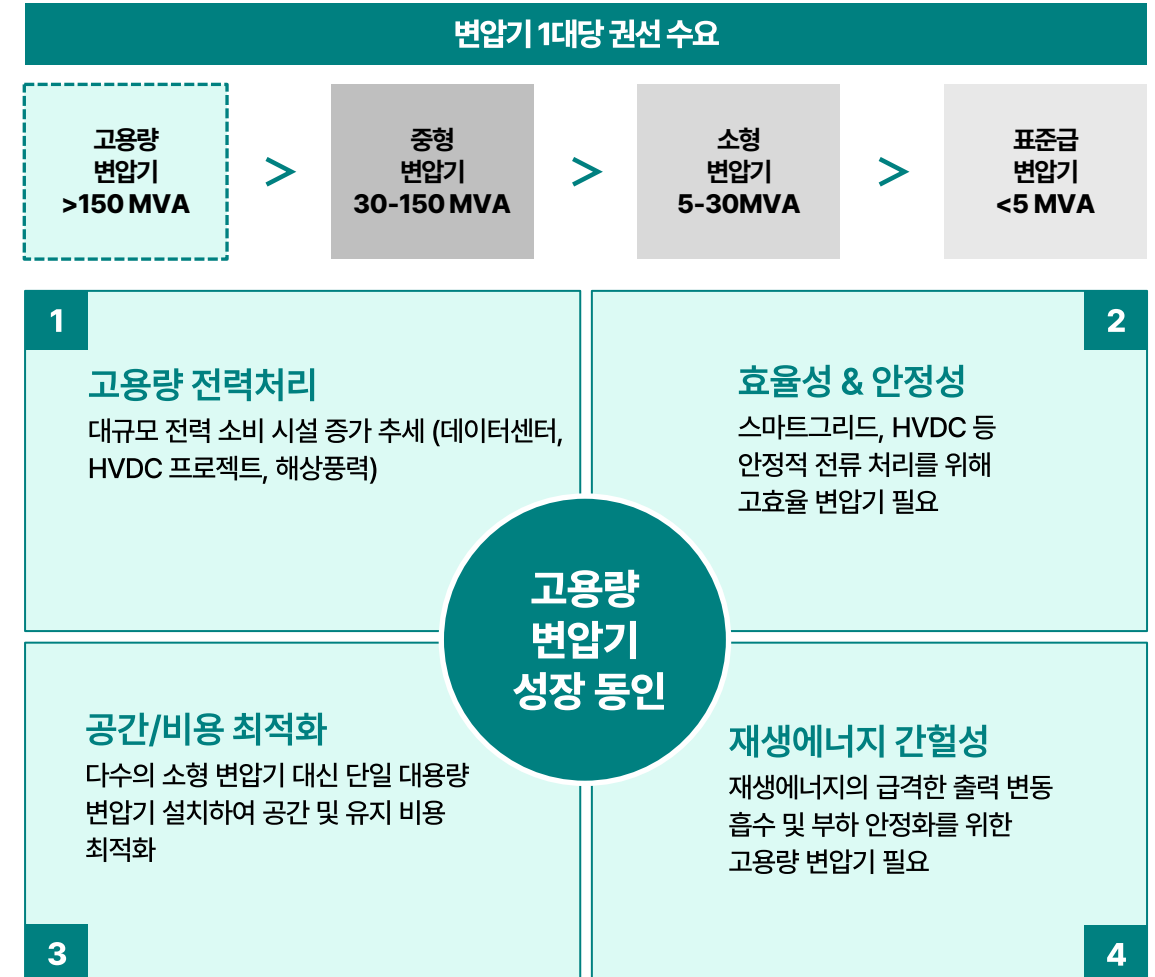 변압기 1대당 권선 수요
고용량
변압기
>150 MVA
>
중형
변압기
30-150 MVA
>
소형
변압기
5-30MVA
>
표준급
변압기
<5 MVA
1
고용량 전력처리
대규모 전력 소비 시설 증가 추세 (데이터센터,
HVDC 프로젝트, 해상풍력)
2
효율성 & 안정성
스마트그리드, HVDC 등
안정적 전류 처리를 위해
고효율 변압기 필요
고용량
변압기
성장 동인
공간/비용 최적화
다수의 소형 변압기 대신 단일 대용량
변압기 설치하여 공간 및 유지 비용
최적화
3
재생에너지 간헐성
재생에너지의 급격한 출력 변동
흡수 및 부하 안정화를 위한
고용량 변압기 필요
4